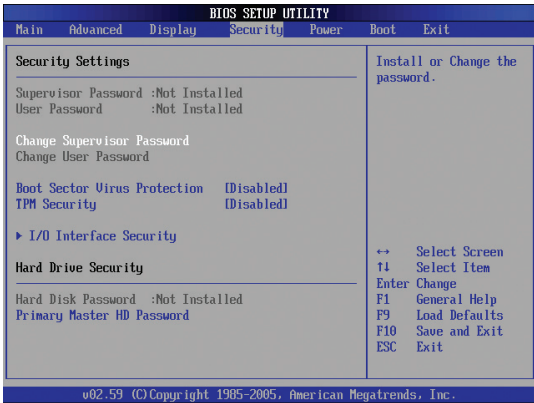 BIOS SETUP UTILITY
Main Advanced Display Security Power Boot Exit
Security Settings
Supervisor Password :Not Installed
User Password :Not Installed
Change Supervisor Password
Change User Password
Boot Sector Virus Protection [Disabled]
TPM Security [Disabled]
▶ I/O Interface Security
Hard Drive Security
Hard Disk Password :Not Installed
Primary Master HD Password
Install or Change the
password.
↔ Select Screen
↑↓ Select Item
Enter Change
F1 General Help
F9 Load Defaults
F10 Save and Exit
ESC Exit
v02.59 (C)Copyright 1985-2005, American Megatrends, Inc.